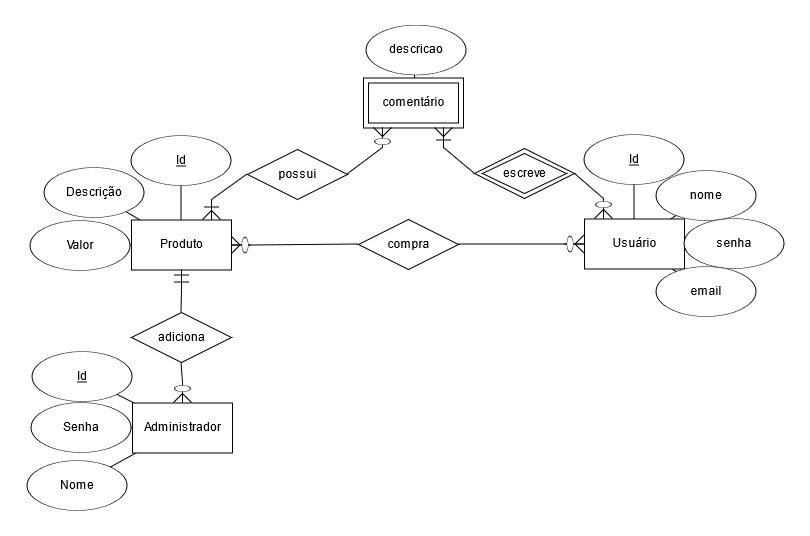 descricao
comentário
Id
possui
escreve
Id
Descrição
nome
Valor
Produto
compra
Usuário
senha
email
adiciona
Id
Senha
Administrador
Nome